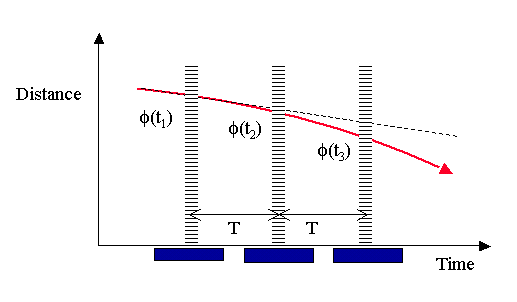 Distance
ϕ(t₁)
ϕ(t₂)
ϕ(t₃)
T
T
Time